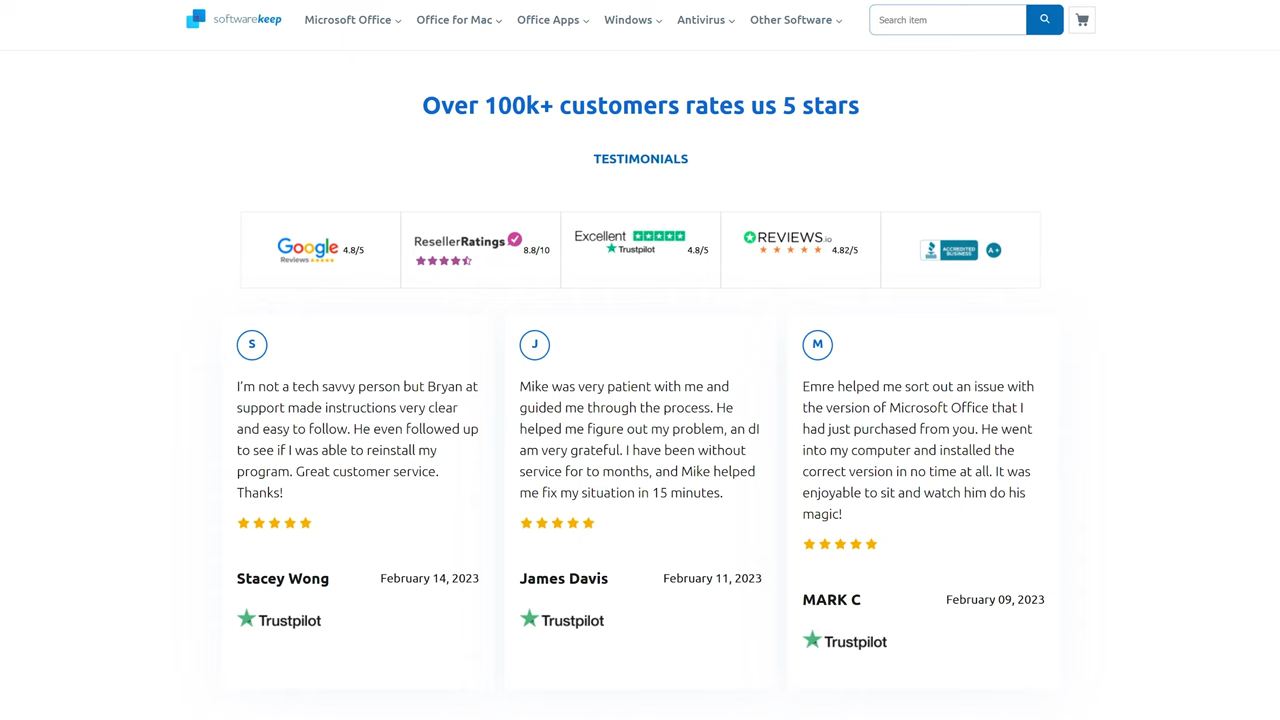 softwarekeep Microsoft Office Office for Mac Office Apps Windows Antivirus Other Software Search item
Over 100k+ customers rates us 5 stars
TESTIMONIALS
Google Reviews 4.8/5
ResellerRatings 8.8/10
Excellent Trustpilot 4.8/5
REVIEWS.io 4.82/5
BBB ACCREDITED BUSINESS A+
S
I'm not a tech savvy person but Bryan at
support made instructions very clear
and easy to follow. He even followed up
to see if I was able to reinstall my
program. Great customer service.
Thanks!
Stacey Wong February 14, 2023
Trustpilot
J
Mike was very patient with me and
guided me through the process. He
helped me figure out my problem, an dI
am very grateful. I have been without
service for to months, and Mike helped
me fix my situation in 15 minutes.
James Davis February 11, 2023
Trustpilot
M
Emre helped me sort out an issue with
the version of Microsoft Office that I
had just purchased from you. He went
into my computer and installed the
correct version in no time at all. It was
enjoyable to sit and watch him do his
magic!
MARK C February 09, 2023
Trustpilot